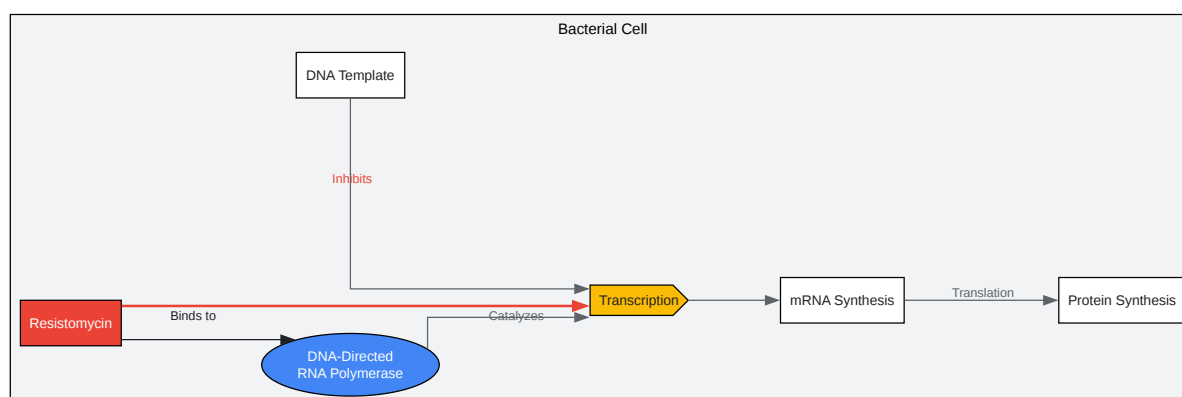 Bacterial Cell
DNA Template
Inhibits
Resistomycin
Binds to
DNA-Directed
RNA Polymerase
Catalyzes
Transcription
mRNA Synthesis
Translation
Protein Synthesis